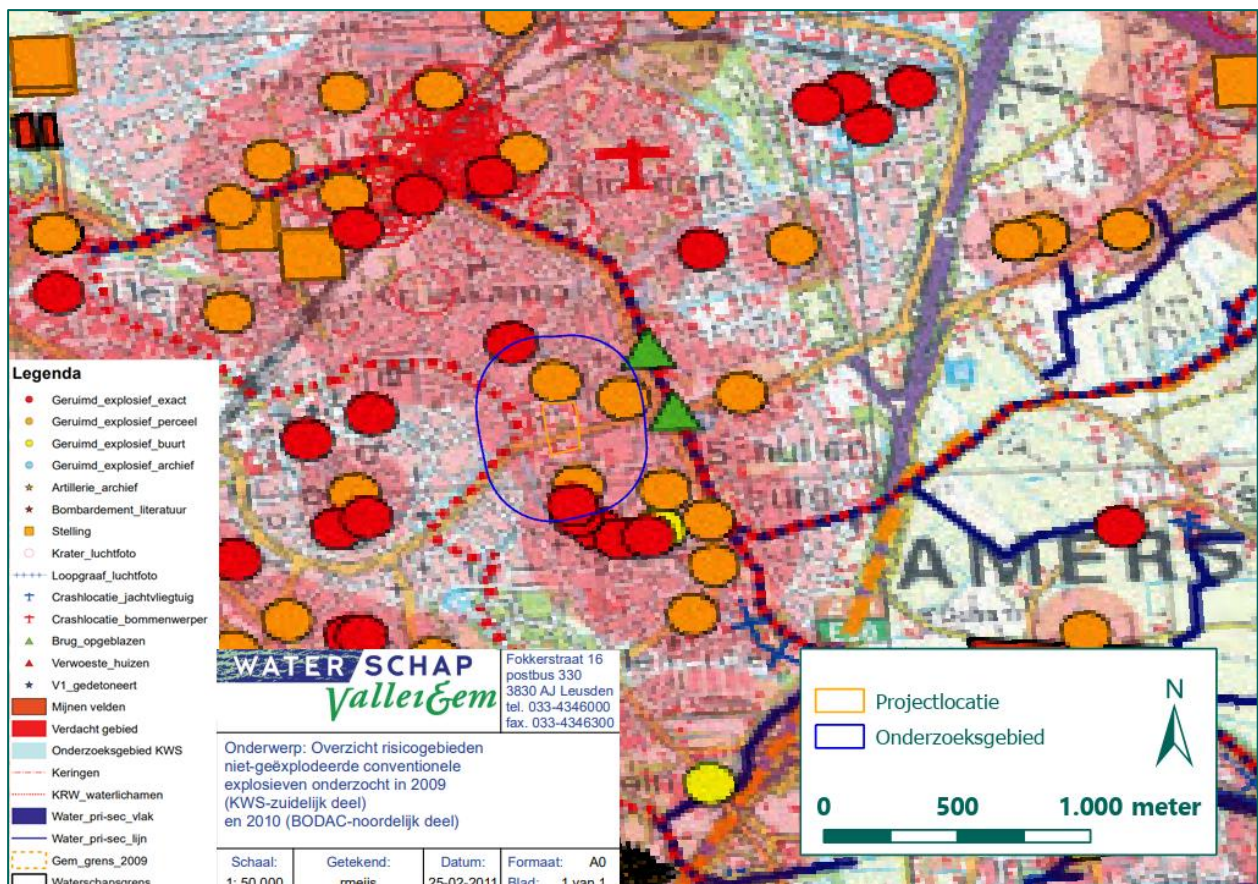 AMERS
Legenda
Geruimd_explosief_exact
Geruimd_explosief_perceel
Geruimd_explosief_buurt
Geruimd_explosief_archief
Artillerie_archief
Bombardement_literatuur
Stelling
Krater_luchtfoto
Loopgraaf_luchtfoto
Crashlocatie_jachtvliegtuig
Crashlocatie_bommenwerper
Brug_opgeblazen
Verwoeste_huizen
V1_gedetoneert
Mijnen velden
Verdacht gebied
Onderzoeksgebied KWS
Keringen
KRW_waterlichamen
Water_pri-sec_vlak
Water_pri-sec_lijn
Gem_grens_2009
Waterschapsgrens
WATERSCHAP
Vallei&Eem
Fokkerstraat 16
postbus 330
3830 AJ Leusden
tel. 033-4346000
fax. 033-4346300
Onderwerp: Overzicht risicogebieden
niet-geëxplodeerde conventionele
explosieven onderzocht in 2009
(KWS-zuidelijk deel)
en 2010 (BODAC-noordelijk deel)
Schaal: Getekend: Datum: Formaat: A0
1: 50.000 rmeijs 25-02-2011 Blad: 1 van 1
Projectlocatie
Onderzoeksgebied
N
0 500 1.000 meter